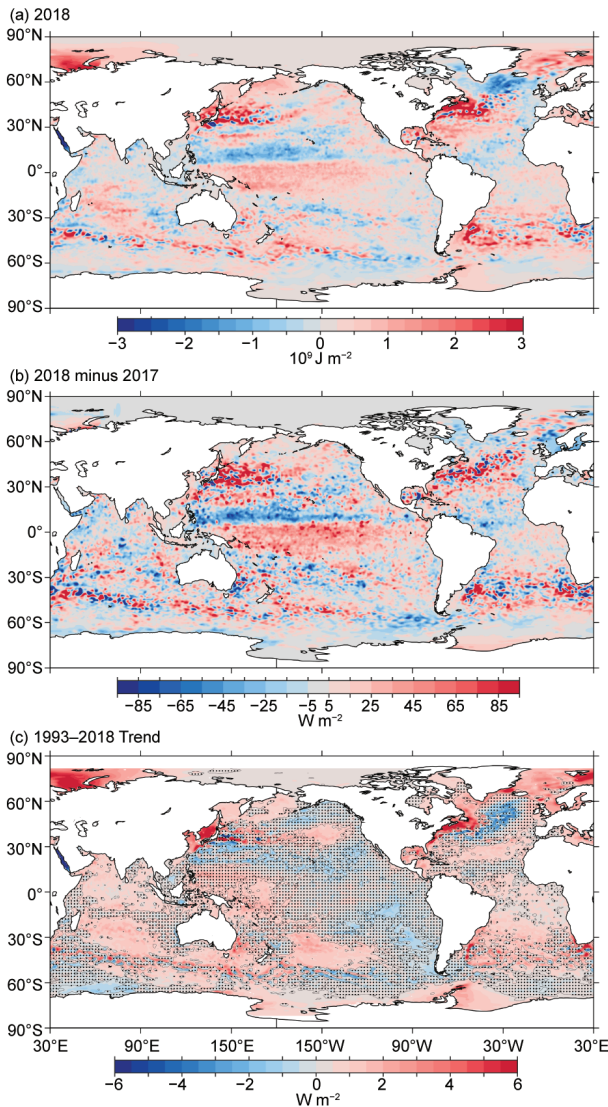 (a) 2018
90°N
60°N
30°N
0°
30°S
60°S
90°S
−3 −2 −1 0 1 2 3
10⁹ J m⁻²
(b) 2018 minus 2017
90°N
60°N
30°N
0°
30°S
60°S
90°S
−85 −65 −45 −25 −5 5 25 45 65 85
W m⁻²
(c) 1993–2018 Trend
90°N
60°N
30°N
0°
30°S
60°S
90°S
30°E 90°E 150°E 150°W 90°W 30°W 30°E
−6 −4 −2 0 2 4 6
W m⁻²